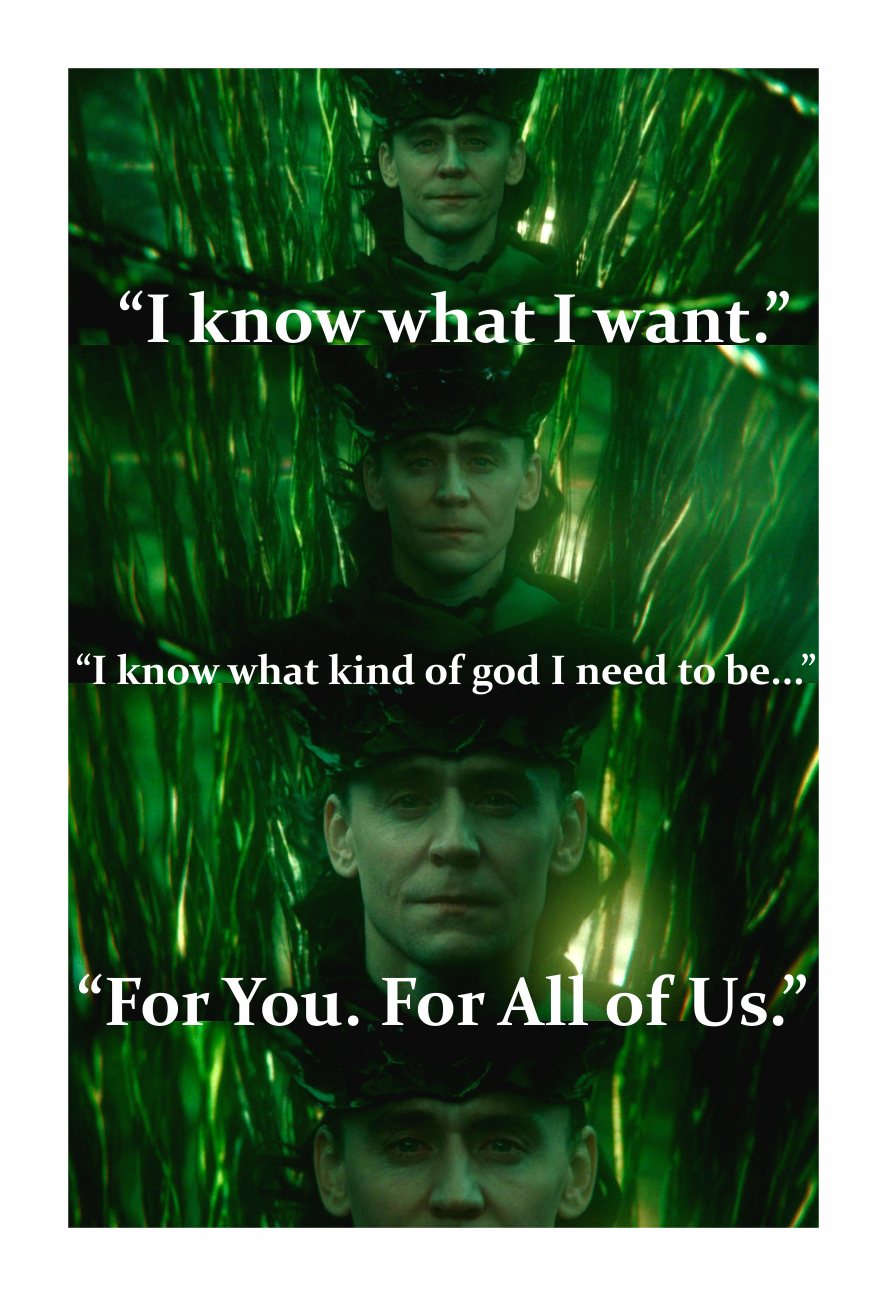 “I know what I want.”
“I know what kind of god I need to be...”
“For You. For All of Us.”